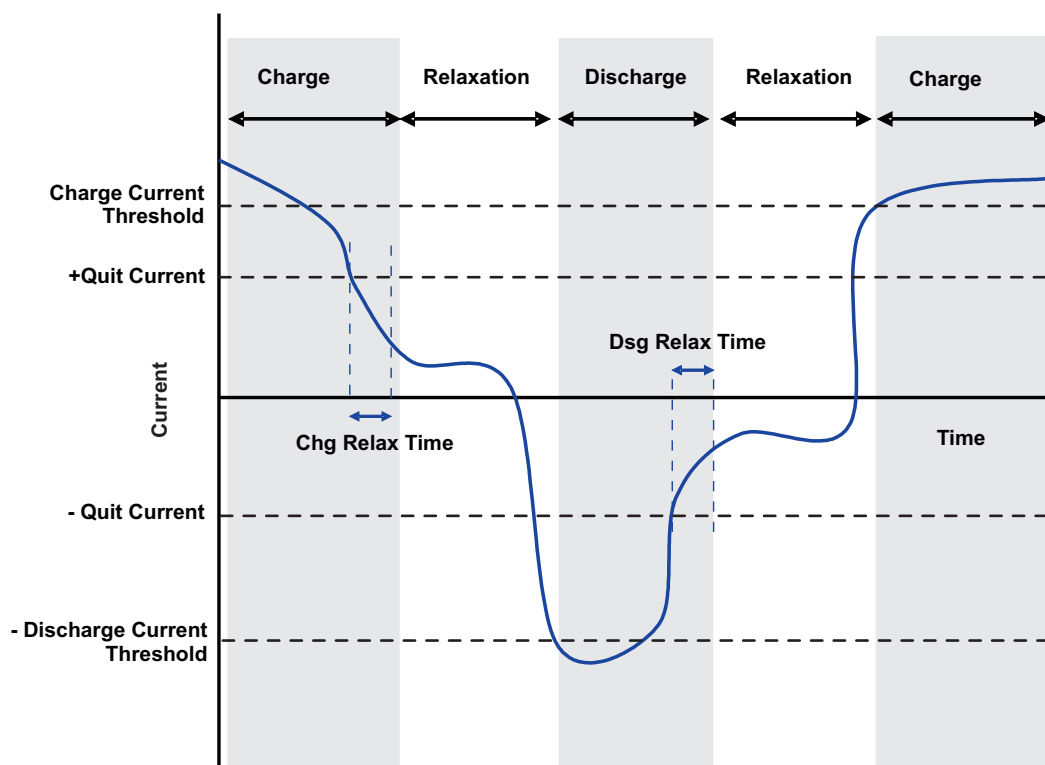 Charge
Relaxation
Discharge
Relaxation
Charge
Charge Current
Threshold
+Quit Current
Dsg Relax Time
Current
Chg Relax Time
Time
- Quit Current
- Discharge Current
Threshold